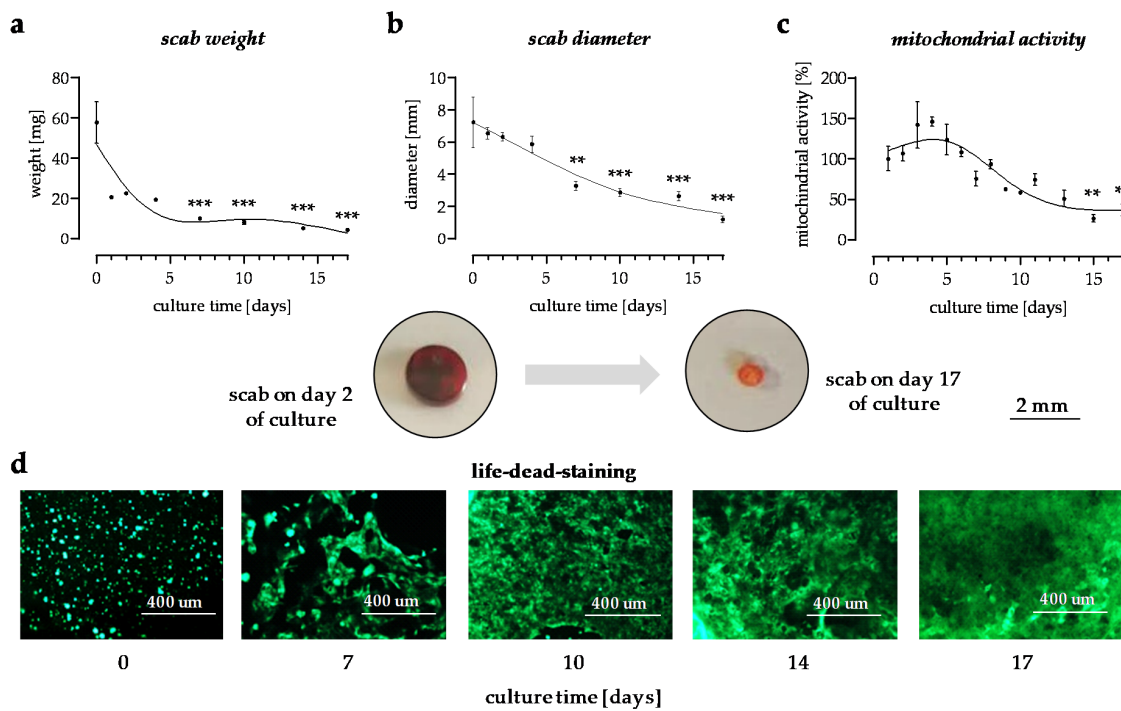 a
scab weight
b
scab diameter
c
mitochondrial activity
weight [mg]
80
60
40
20
0
*** *** *** ***
0 5 10 15
culture time [days]
diameter [mm]
10
8
6
4
2
0
** *** *** ***
0 5 10 15
culture time [days]
mitochondrial activity [%]
200
150
100
50
0
**
0 5 10 15
culture time [days]
scab on day 2
of culture
scab on day 17
of culture
2 mm
d
life-dead-staining
400 um
400 um
400 um
400 um
400 um
0 7 10 14 17
culture time [days]